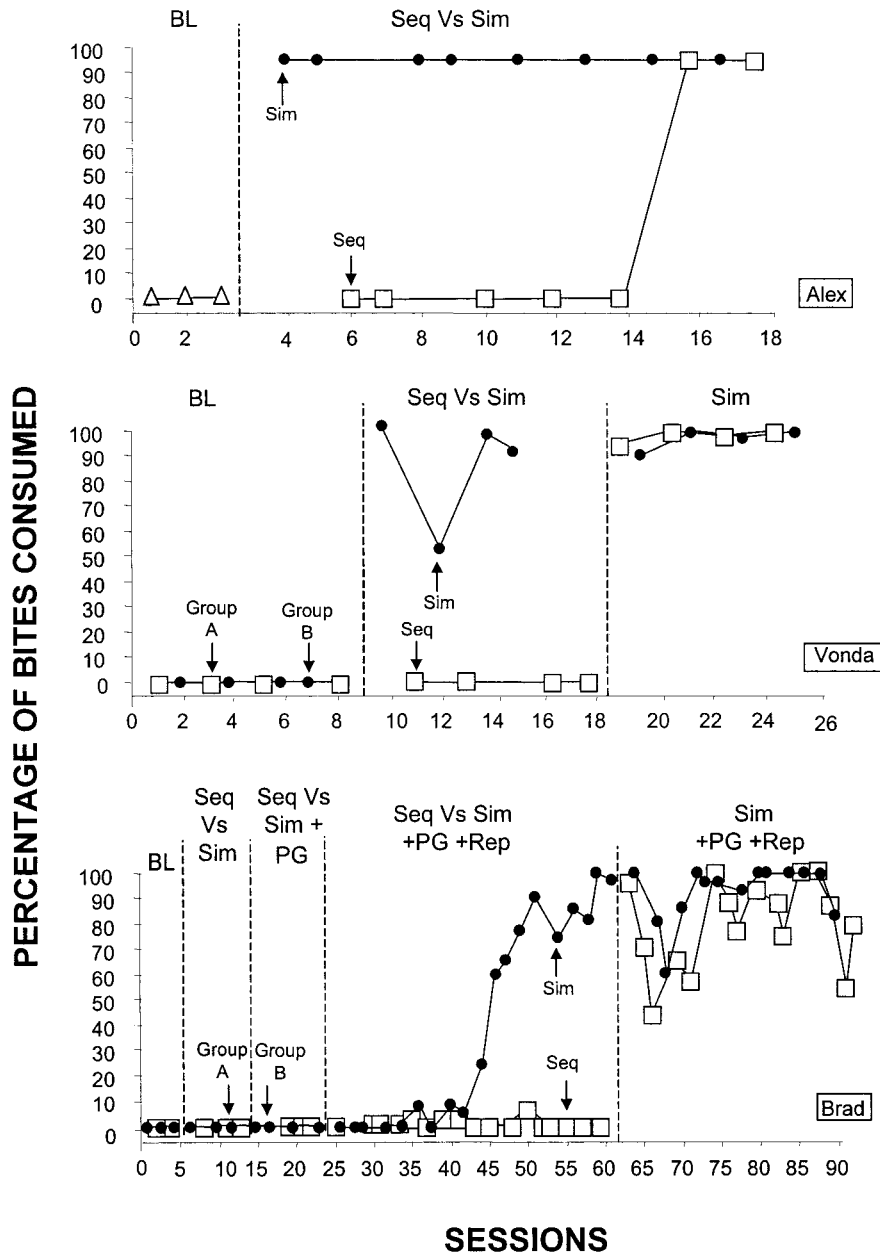 BL Seq Vs Sim
100
90
80
70
60
50
40
30
20
10
0
Sim
Seq
Alex
0 2 4 6 8 10 12 14 16 18
BL Seq Vs Sim Sim
100
90
80
70
60
50
40
30
20
10
0
Group
A
Group
B
Sim
Seq
Vonda
0 2 4 6 8 10 12 14 16 18 20 22 24 26
BL
Seq
Vs
Sim
Seq Vs
Sim +
PG
Seq Vs Sim
+PG +Rep
Sim
+PG +Rep
100
90
80
70
60
50
40
30
20
10
0
Group
A
Group
B
Sim
Seq
Brad
0 5 10 15 20 25 30 35 40 45 50 55 60 65 70 75 80 85 90
PERCENTAGE OF BITES CONSUMED
SESSIONS